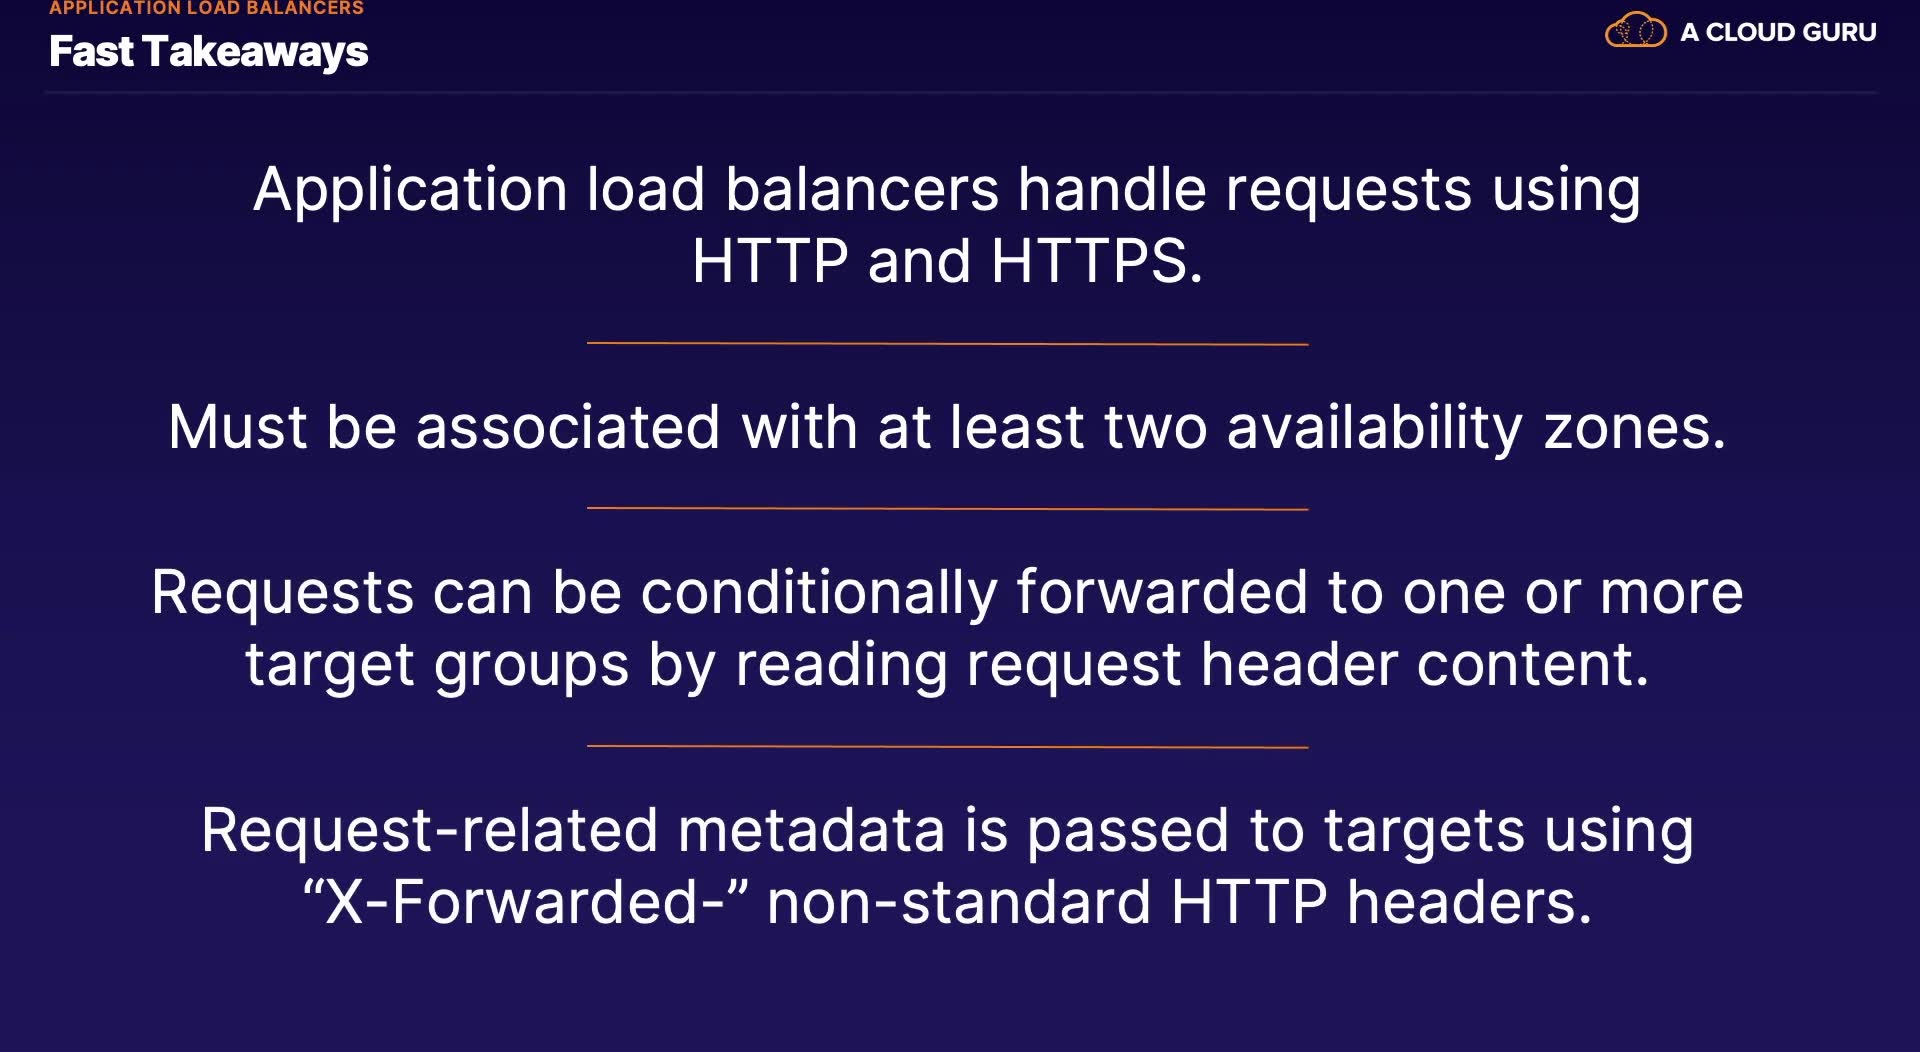 APPLICATION LOAD BALANCERS
Fast Takeaways
A CLOUD GURU
Application load balancers handle requests using
HTTP and HTTPS.
Must be associated with at least two availability zones.
Requests can be conditionally forwarded to one or more
target groups by reading request header content.
Request-related metadata is passed to targets using
“X-Forwarded-” non-standard HTTP headers.